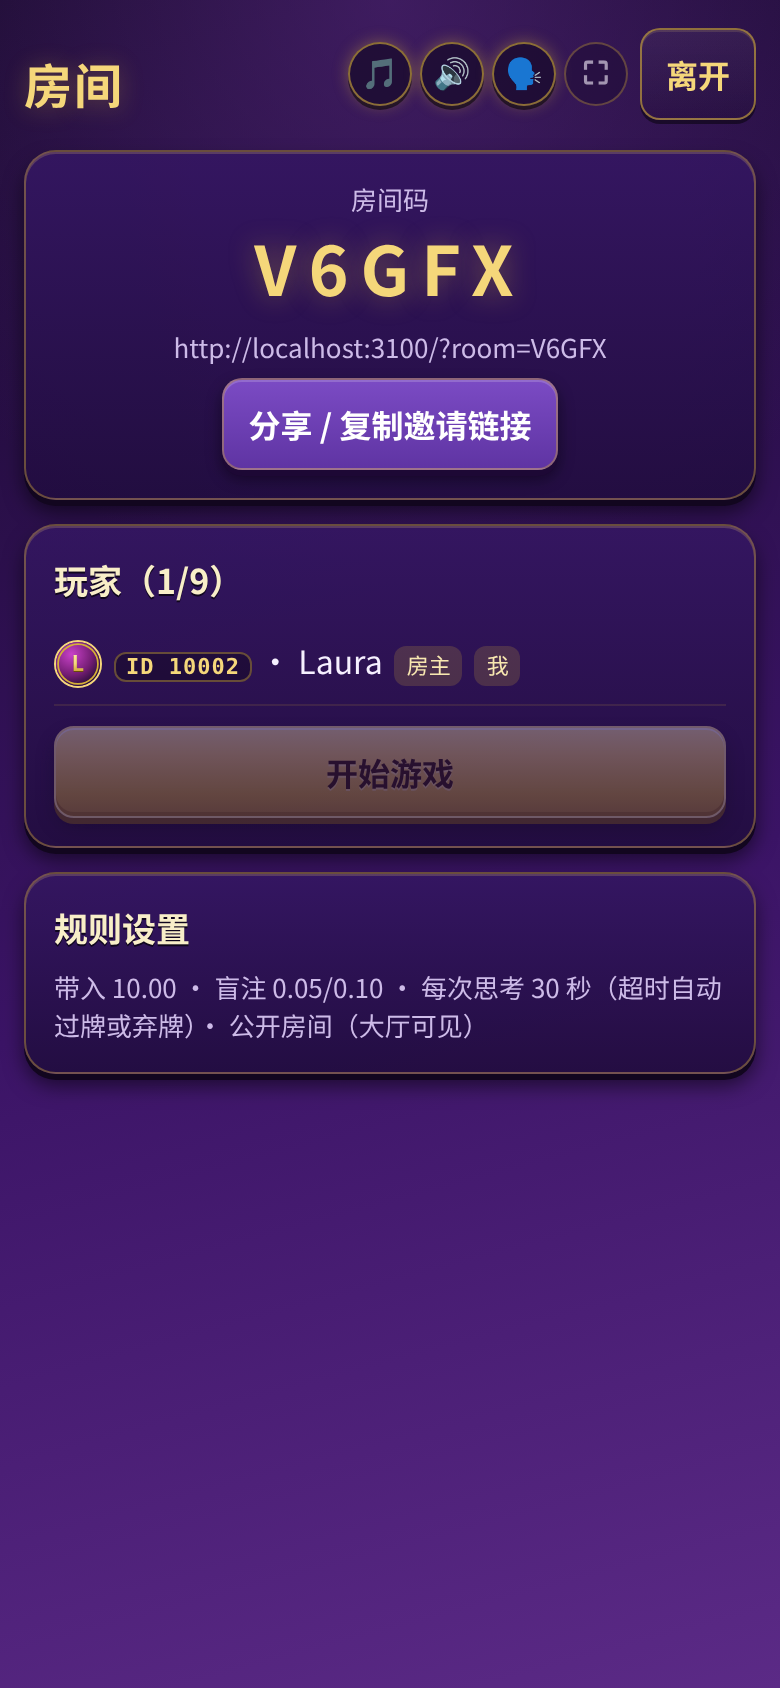 房间
离开
房间码
V6GFX
http://localhost:3100/?room=V6GFX
分享 / 复制邀请链接
玩家（1/9）
L ID 10002 · Laura 房主 我
开始游戏
规则设置
带入 10.00 · 盲注 0.05/0.10 · 每次思考 30 秒（超时自动
过牌或弃牌）· 公开房间（大厅可见）